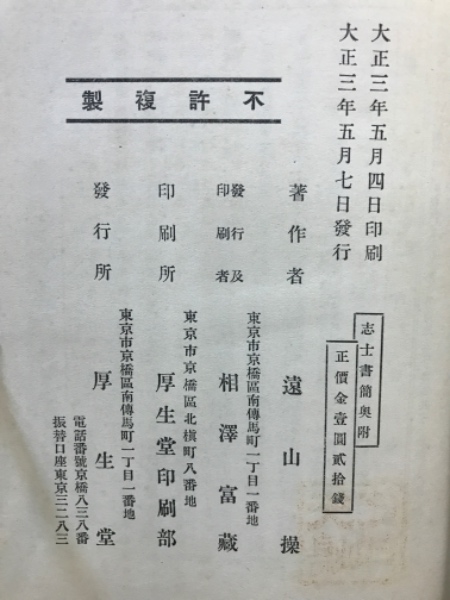 大正三年五月四日印刷
大正三年五月七日發行
志士書簡奥附
正價金壹圓貳拾錢
不許複製
著作者
遠山操
發行及
印刷者
東京市京橋區南傳馬町一丁目一番地
相澤富藏
印刷所
東京市京橋區北槇町八番地
厚生堂印刷部
發行所
東京市京橋區南傳馬町一丁目一番地
厚生堂
電話番號京橋八三八番
振替口座東京三二八三